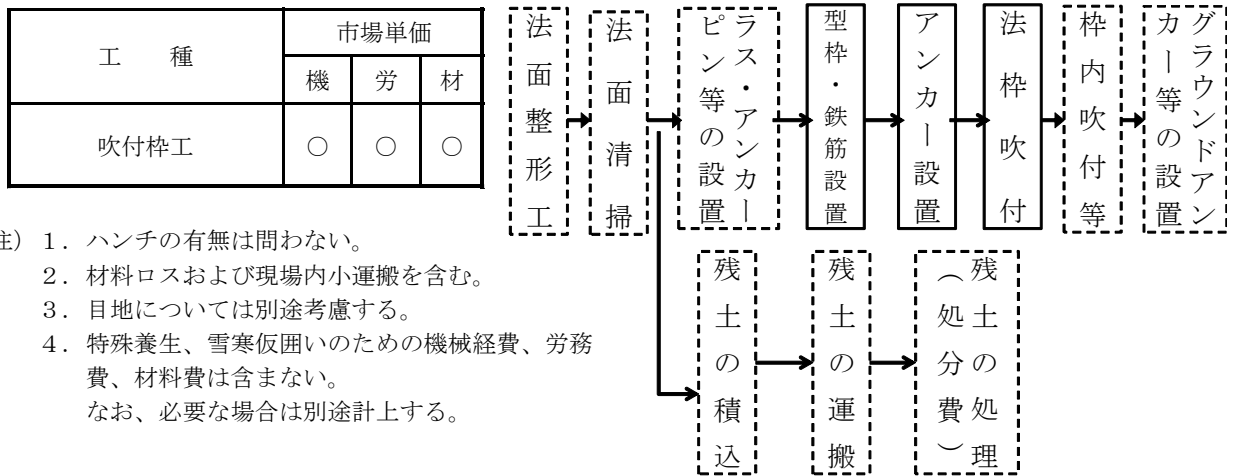 工　種
市場単価
機
労
材
吹付枠工
○
○
○
注）１．ハンチの有無は問わない。
２．材料ロスおよび現場内小運搬を含む。
３．目地については別途考慮する。
４．特殊養生、雪寒仮囲いのための機械経費、労務
費、材料費は含まない。
なお、必要な場合は別途計上する。
法面整形工
法面清掃
ラス・アンカー
ピン等の設置
型枠・鉄筋設置
アンカー設置
法枠吹付
枠内吹付等
グラウンドアン
カー等の設置
残土の積込
残土の運搬
残土の処理
（処分費）